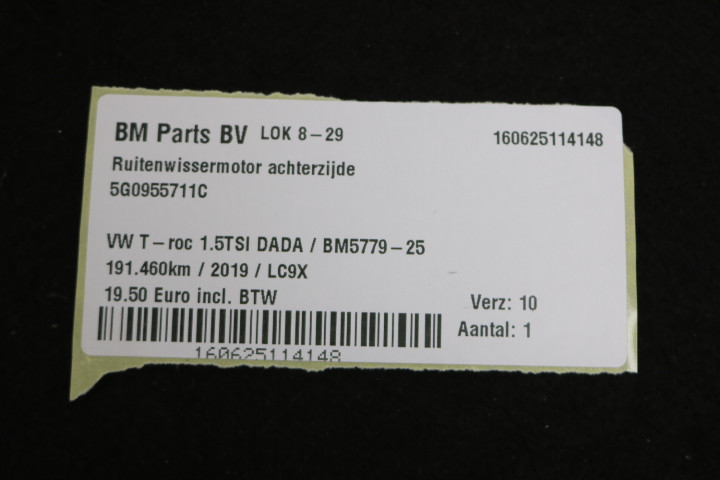 BM Parts BV LOK 8-29 160625114148
Ruitenwissermotor achterzijde
5G0955711C
VW T-roc 1.5TSI DADA / BM5779-25
191.460km / 2019 / LC9X
19.50 Euro incl. BTW Verz: 10
Aantal: 1
160625114148